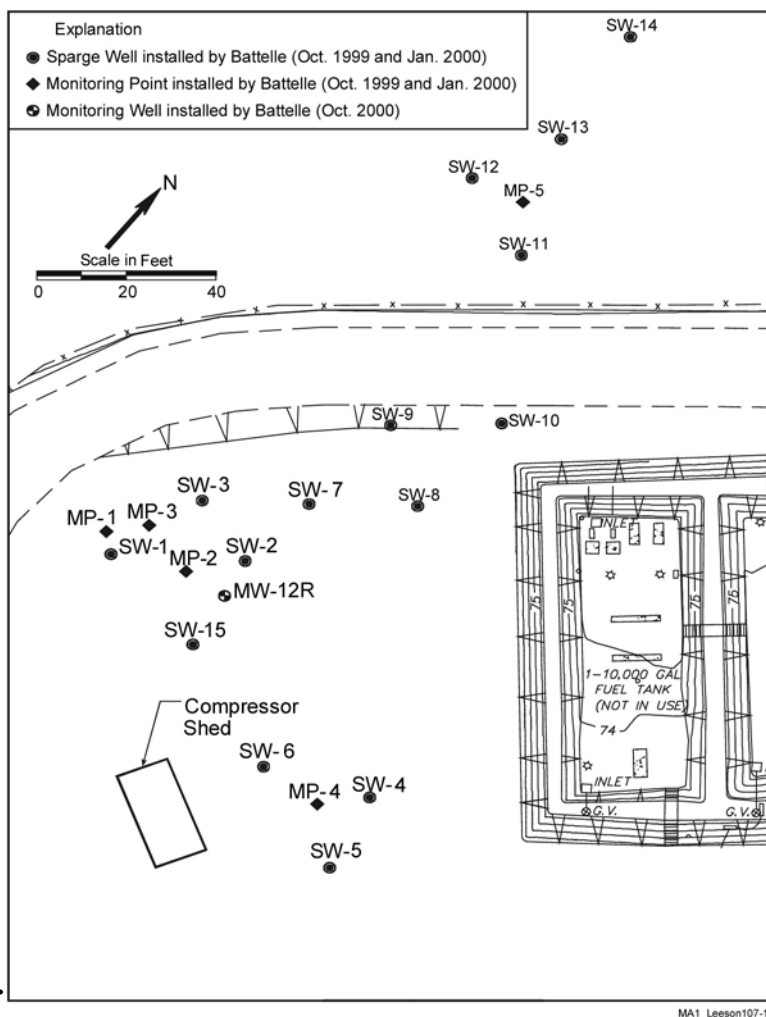 Explanation
Sparge Well installed by Battelle (Oct. 1999 and Jan. 2000)
Monitoring Point installed by Battelle (Oct. 1999 and Jan. 2000)
Monitoring Well installed by Battelle (Oct. 2000)
SW-14
SW-13
SW-12
MP-5
N
SW-11
Scale in Feet
0 20 40
SW-9
SW-10
SW-3
SW-7
SW-8
MP-1
MP-3
SW-1
MP-2
SW-2
MW-12R
SW-15
INLET
75
75
75
75
1-10,000 GAL
FUEL TANK
(NOT IN USE)
74
INLET
G.V.
G.V.
Compressor
Shed
SW-6
MP-4
SW-4
SW-5
MA1_Leeson107-1